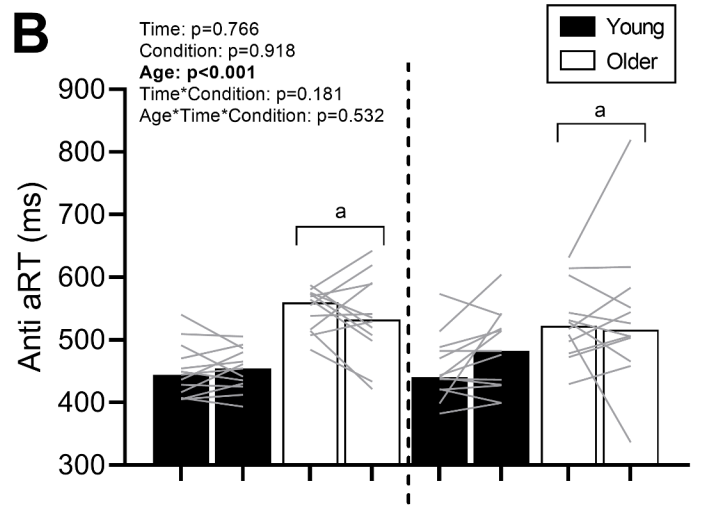 B
Time: p=0.766
Condition: p=0.918
Age: p<0.001
Time*Condition: p=0.181
Age*Time*Condition: p=0.532
Young
Older
Anti aRT (ms)
900
800
700
600
500
400
300
a
a